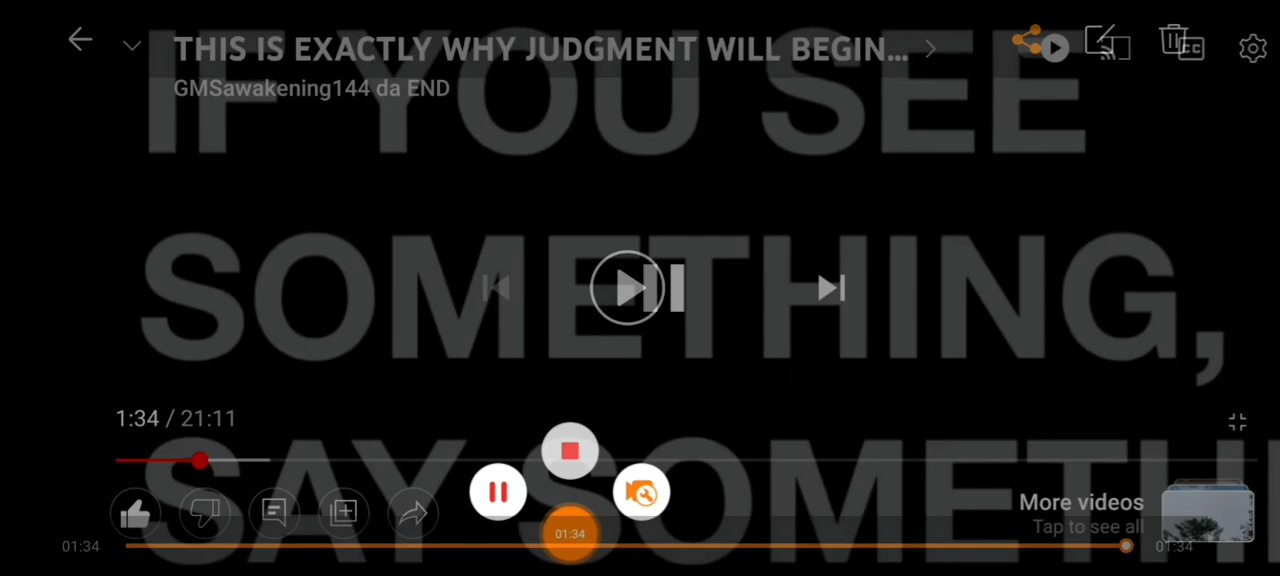 THIS IS EXACTLY WHY JUDGMENT WILL BEGIN...
GMSawakening144 da END
CC
IF YOU SEE
SOMETHING,
1:34 / 21:11
SAY SOMETH
More videos
Tap to see all
01:34
01:34
01:34